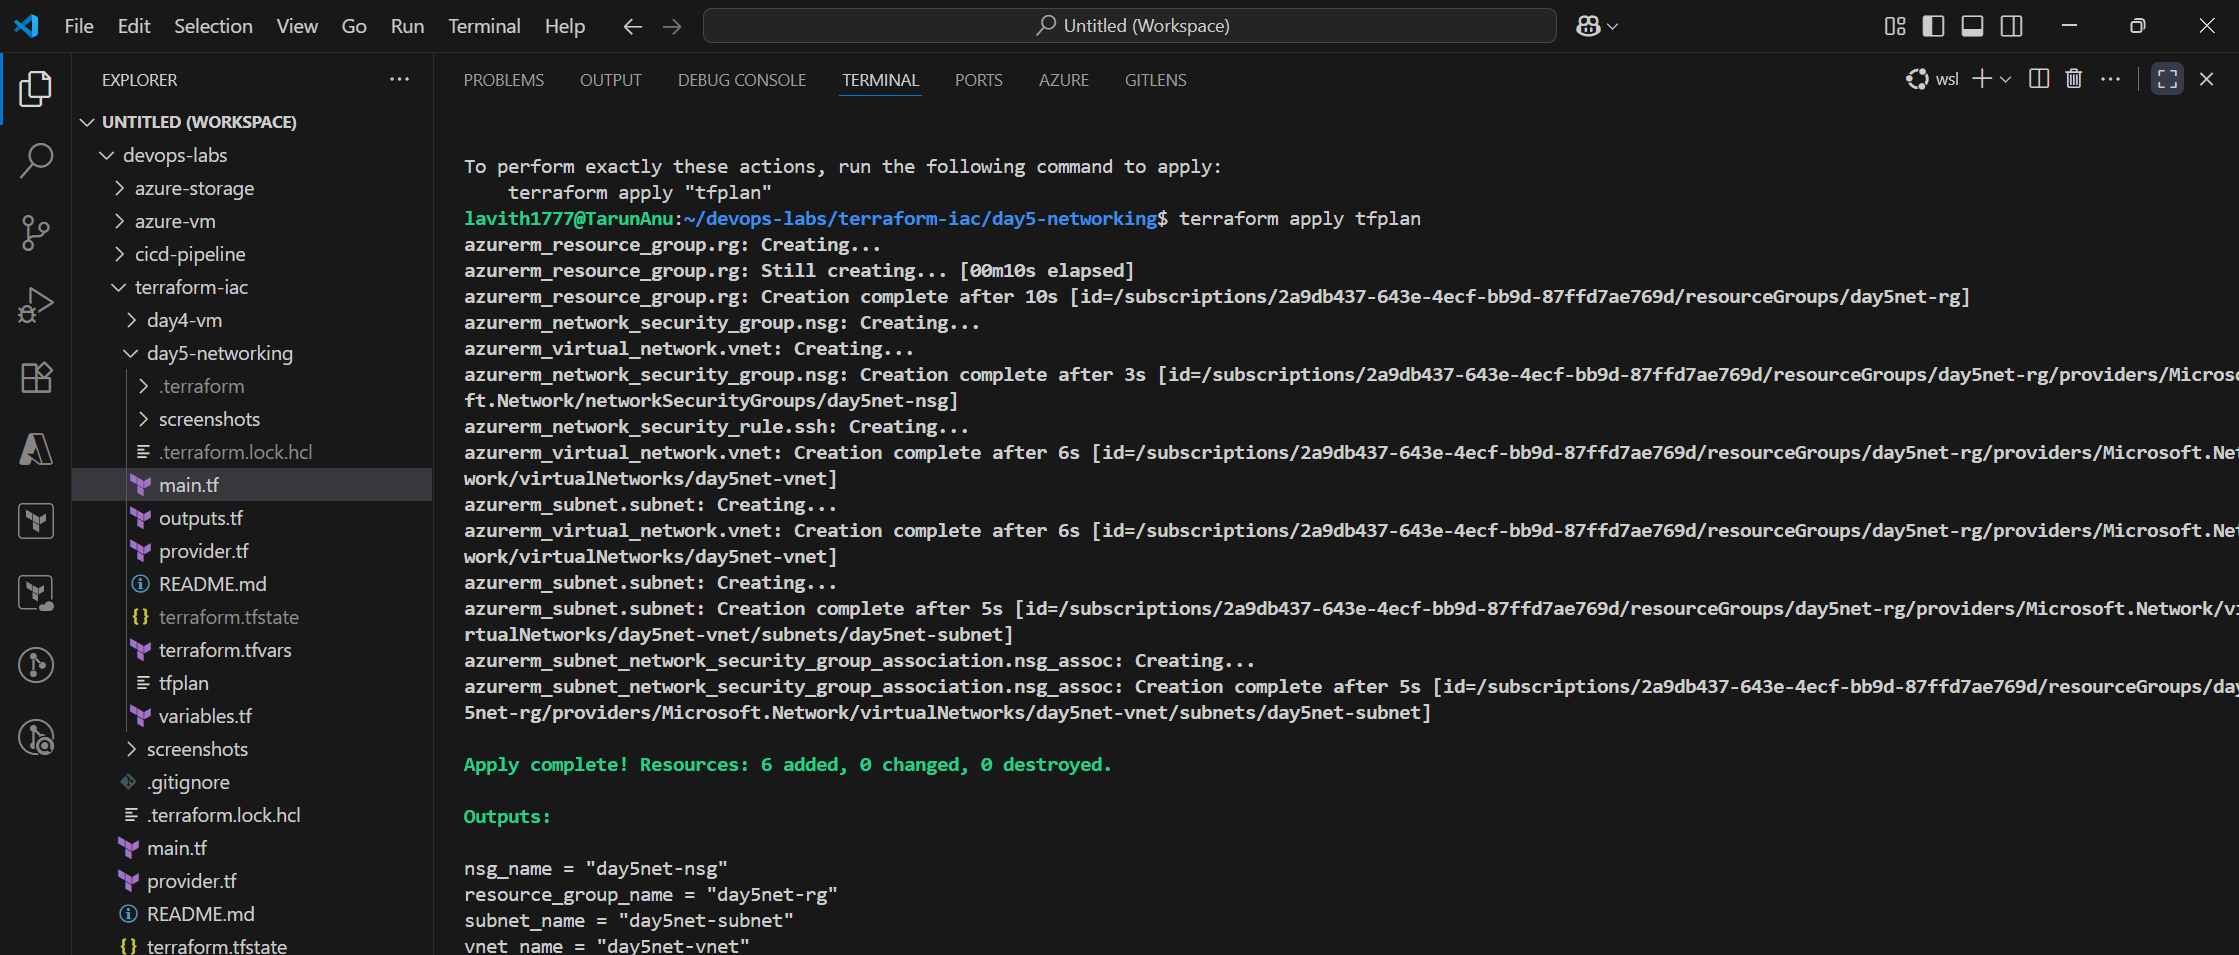 File Edit Selection View Go Run Terminal Help
Untitled (Workspace)
EXPLORER
UNTITLED (WORKSPACE)
devops-labs
azure-storage
azure-vm
cicd-pipeline
terraform-iac
day4-vm
day5-networking
.terraform
screenshots
.terraform.lock.hcl
main.tf
outputs.tf
provider.tf
README.md
terraform.tfstate
terraform.tfvars
tfplan
variables.tf
screenshots
.gitignore
.terraform.lock.hcl
main.tf
provider.tf
README.md
terraform.tfstate
PROBLEMS OUTPUT DEBUG CONSOLE TERMINAL PORTS AZURE GITLENS
wsl
To perform exactly these actions, run the following command to apply:
terraform apply "tfplan"
lavith1777@TarunAnu:~/devops-labs/terraform-iac/day5-networking$ terraform apply tfplan
azurerm_resource_group.rg: Creating...
azurerm_resource_group.rg: Still creating... [00m10s elapsed]
azurerm_resource_group.rg: Creation complete after 10s [id=/subscriptions/2a9db437-643e-4ecf-bb9d-87ffd7ae769d/resourceGroups/day5net-rg]
azurerm_network_security_group.nsg: Creating...
azurerm_virtual_network.vnet: Creating...
azurerm_network_security_group.nsg: Creation complete after 3s [id=/subscriptions/2a9db437-643e-4ecf-bb9d-87ffd7ae769d/resourceGroups/day5net-rg/providers/Microso
ft.Network/networkSecurityGroups/day5net-nsg]
azurerm_network_security_rule.ssh: Creating...
azurerm_virtual_network.vnet: Creation complete after 6s [id=/subscriptions/2a9db437-643e-4ecf-bb9d-87ffd7ae769d/resourceGroups/day5net-rg/providers/Microsoft.Net
work/virtualNetworks/day5net-vnet]
azurerm_subnet.subnet: Creating...
azurerm_virtual_network.vnet: Creation complete after 6s [id=/subscriptions/2a9db437-643e-4ecf-bb9d-87ffd7ae769d/resourceGroups/day5net-rg/providers/Microsoft.Net
work/virtualNetworks/day5net-vnet]
azurerm_subnet.subnet: Creating...
azurerm_subnet.subnet: Creation complete after 5s [id=/subscriptions/2a9db437-643e-4ecf-bb9d-87ffd7ae769d/resourceGroups/day5net-rg/providers/Microsoft.Network/vi
rtualNetworks/day5net-vnet/subnets/day5net-subnet]
azurerm_subnet_network_security_group_association.nsg_assoc: Creating...
azurerm_subnet_network_security_group_association.nsg_assoc: Creation complete after 5s [id=/subscriptions/2a9db437-643e-4ecf-bb9d-87ffd7ae769d/resourceGroups/day
5net-rg/providers/Microsoft.Network/virtualNetworks/day5net-vnet/subnets/day5net-subnet]
Apply complete! Resources: 6 added, 0 changed, 0 destroyed.
Outputs:
nsg_name = "day5net-nsg"
resource_group_name = "day5net-rg"
subnet_name = "day5net-subnet"
vnet_name = "day5net-vnet"